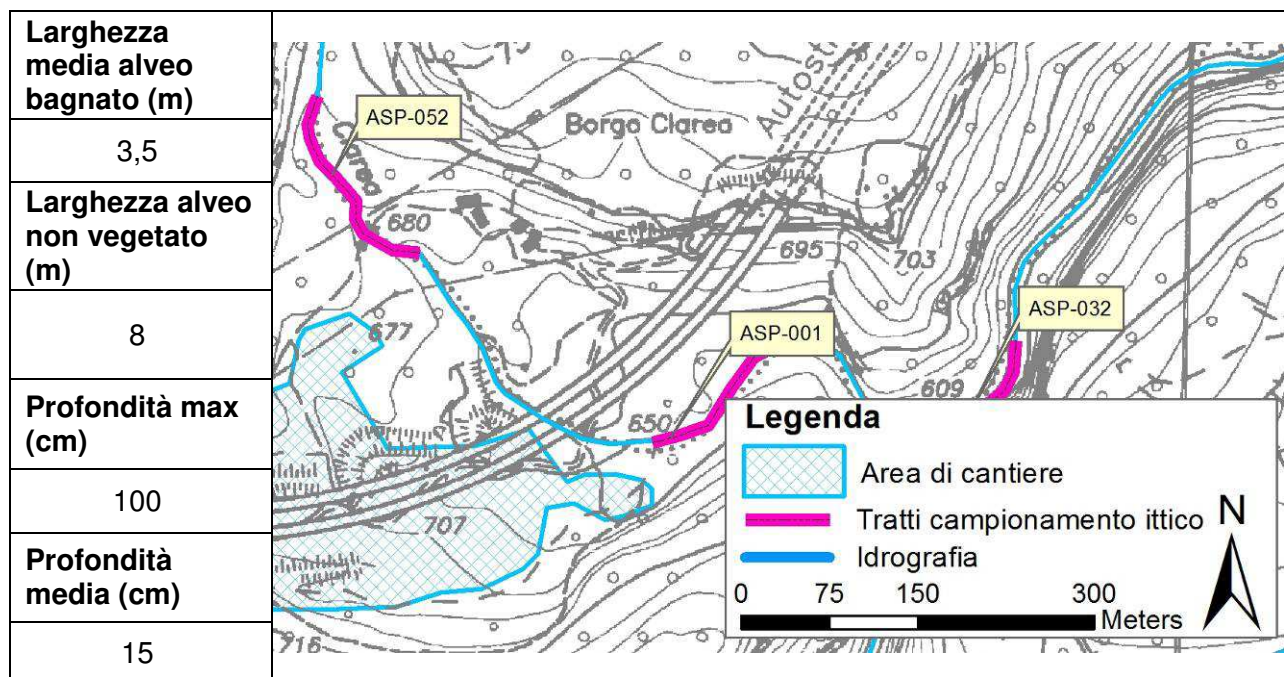 Larghezza
media alveo
bagnato (m)
3,5
Larghezza alveo
non vegetato
(m)
8
Profondità max
(cm)
100
Profondità
media (cm)
15
ASP-052
Borgo Clarea
680
695
703
677
ASP-001
ASP-032
650
609
707
716
Legenda
Area di cantiere
Tratti campionamento ittico
Idrografia
N
0 75 150 300
Meters